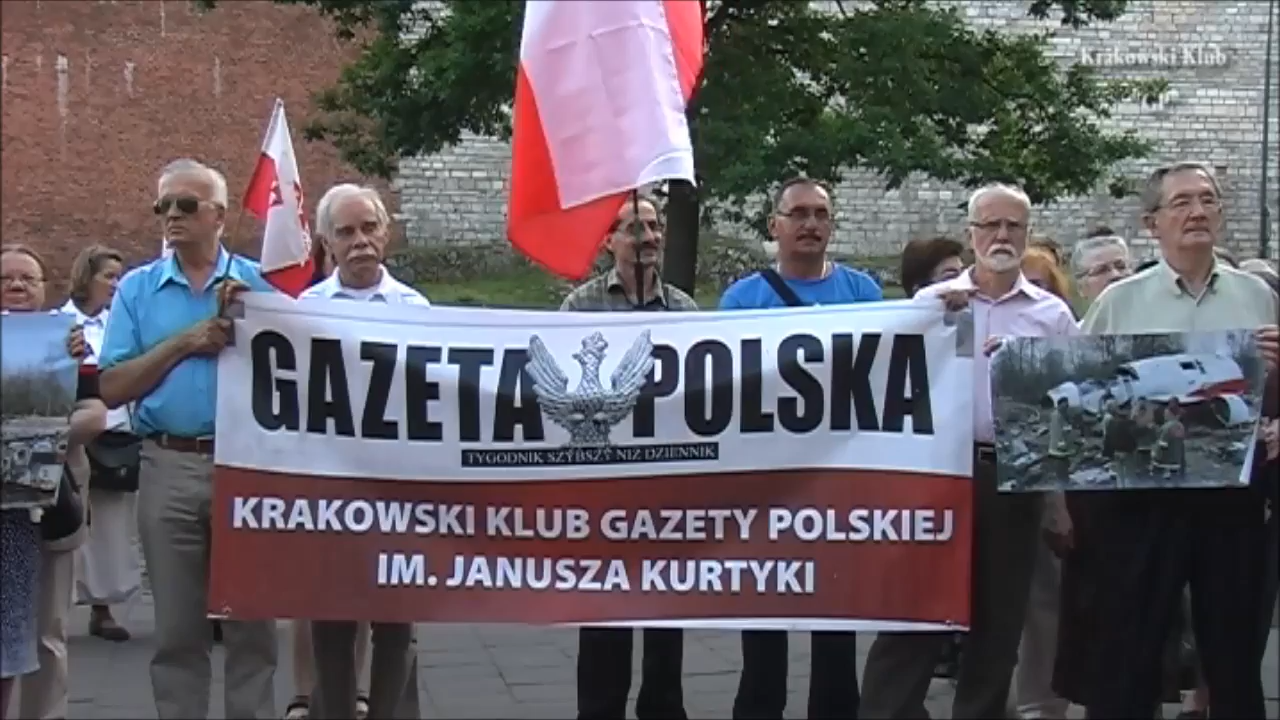 Krakowski Klub
GAZETA POLSKA
TYGODNIK SZYBSZY NIŻ DZIENNIK
KRAKOWSKI KLUB GAZETY POLSKIEJ
IM. JANUSZA KURTYKI